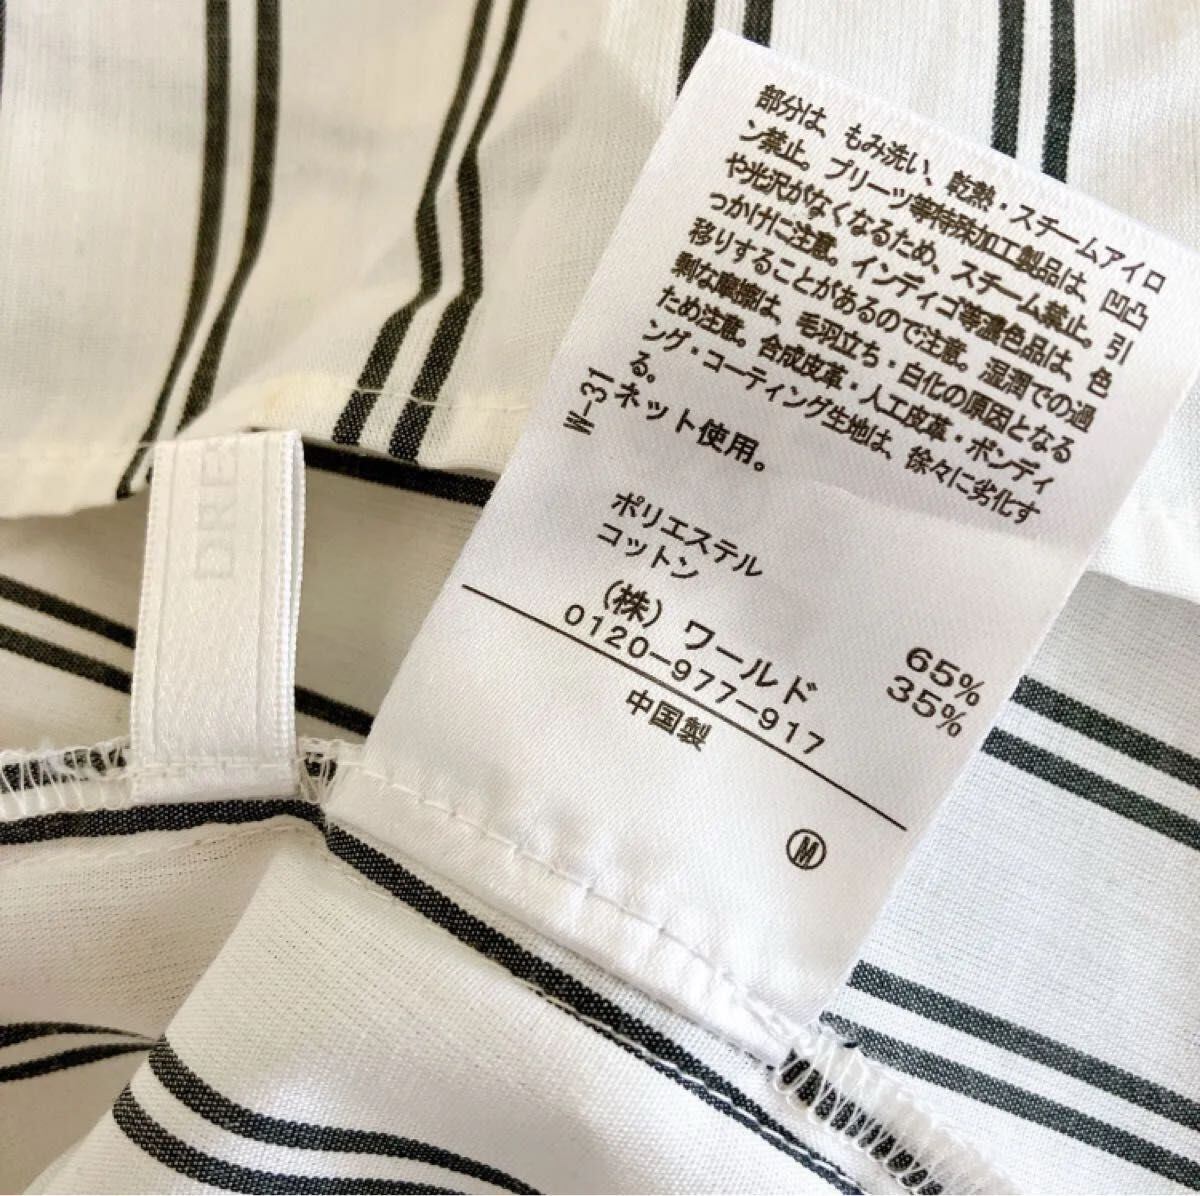 部分は、もみ洗い、乾熱・スチームアイロ
ン禁止。プリーツ等特殊加工製品は、凹凸
や光沢がなくなるため、スチーム禁止。引
っかけに注意。インディゴ等濃色品は、色
移りすることがあるので注意。湿潤での過
剰な摩擦は、毛羽立ち・白化の原因となる
ため注意。合成皮革・人工皮革・ボンディ
ング・コーティング生地は、徐々に劣化す
る。
ネット使用。
W-31
ポリエステル 65%
コットン 35%
(株) ワールド
0120-977-917
中国製
M
DRE